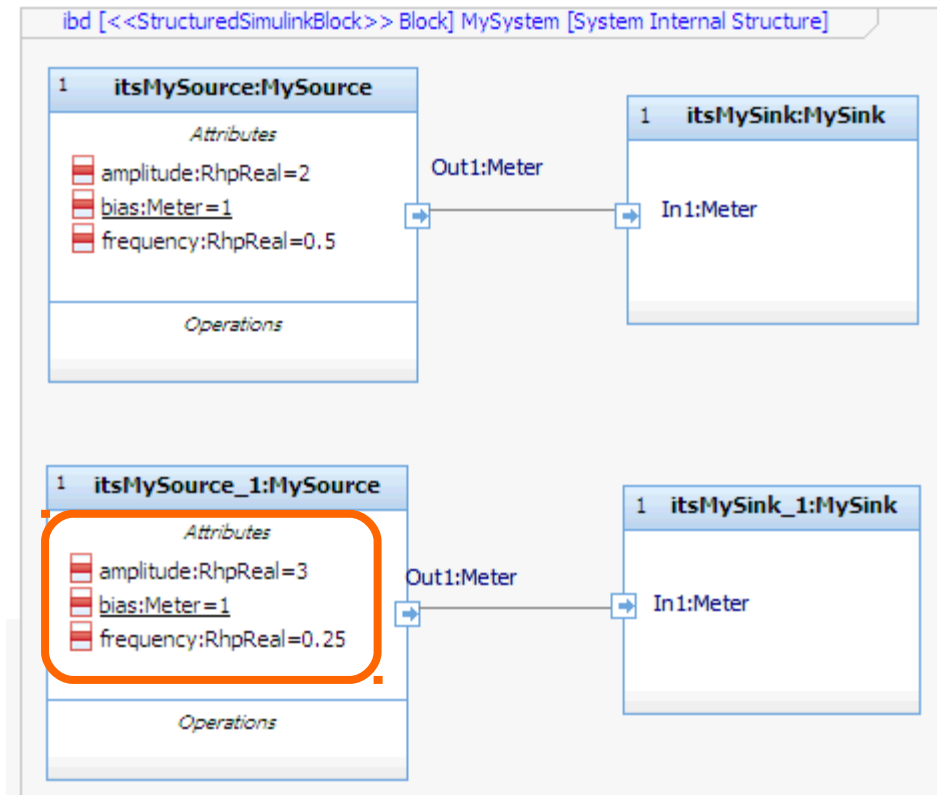 ibd [<<StructuredSimulinkBlock>> Block] MySystem [System Internal Structure]
1 itsMySource:MySource
Attributes
amplitude:RhpReal=2
bias:Meter=1
frequency:RhpReal=0.5
Operations
Out1:Meter
1 itsMySink:MySink
In1:Meter
1 itsMySource_1:MySource
Attributes
amplitude:RhpReal=3
bias:Meter=1
frequency:RhpReal=0.25
Operations
Out1:Meter
1 itsMySink_1:MySink
In1:Meter